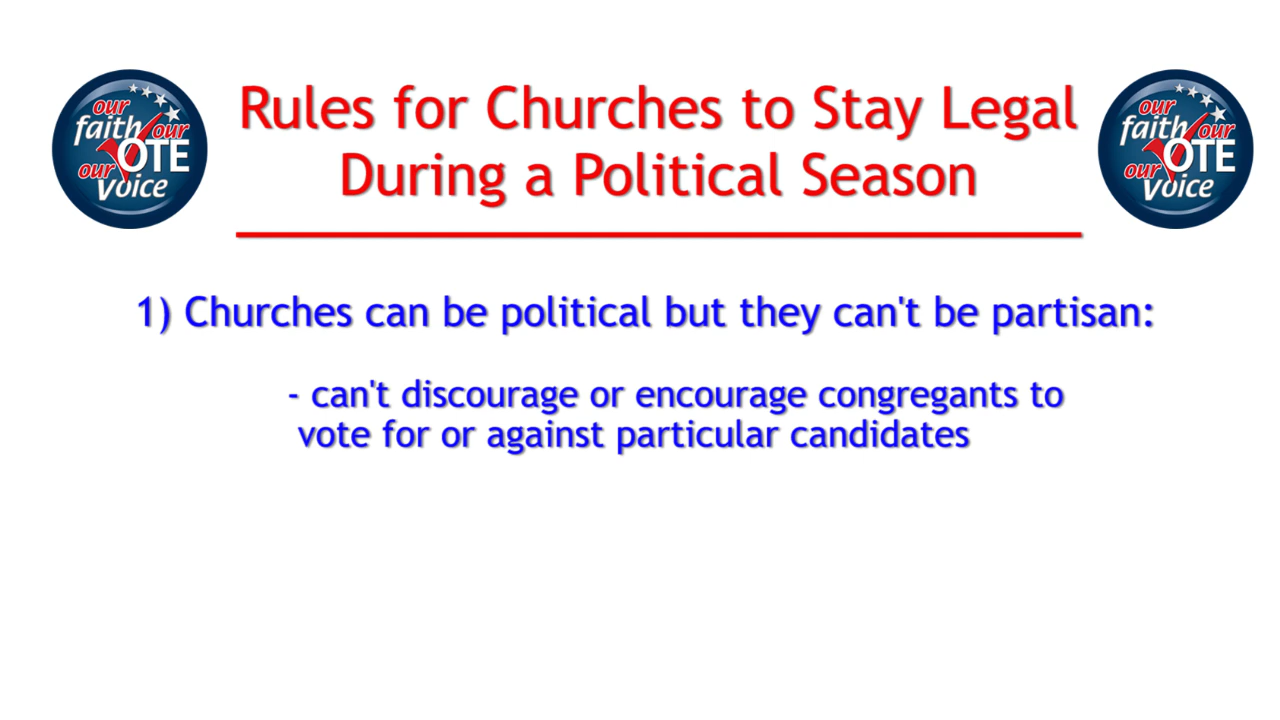 Rules for Churches to Stay Legal
During a Political Season
our
faith our
our VOTE
voice
our
faith our
our VOTE
voice
1) Churches can be political but they can't be partisan:
- can't discourage or encourage congregants to
vote for or against particular candidates